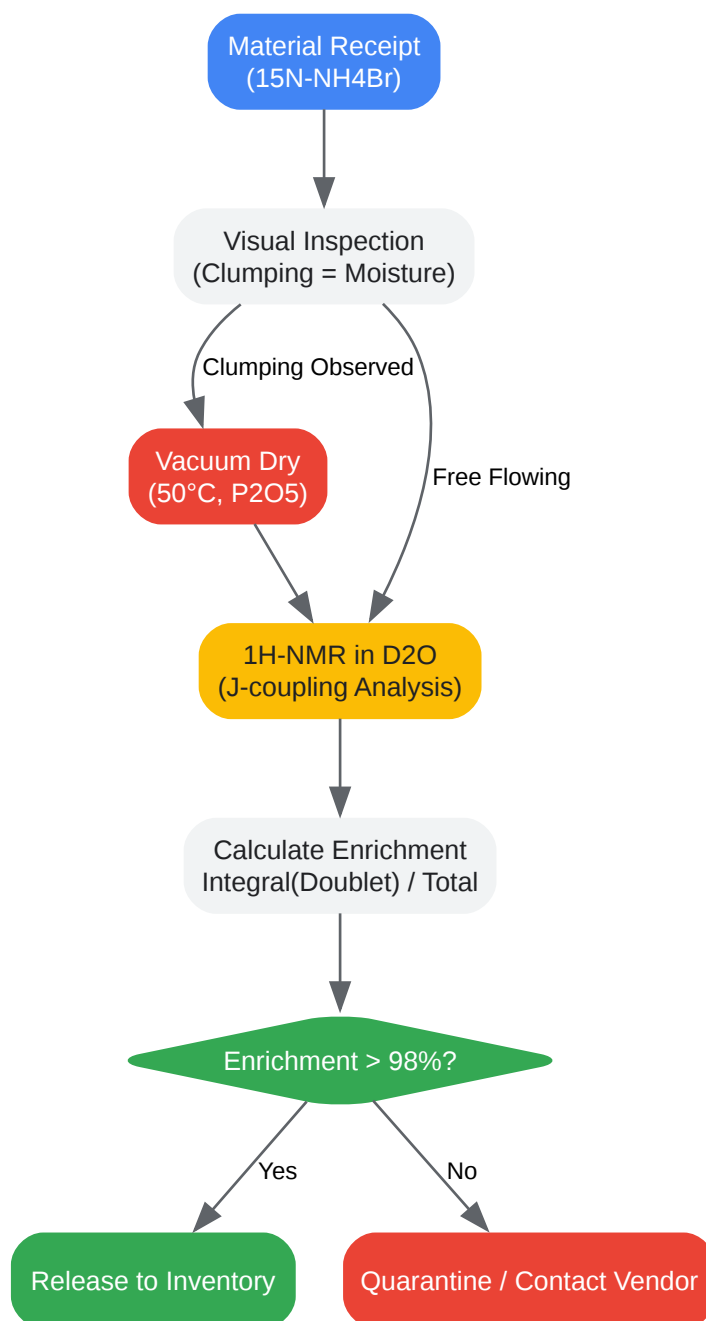 Material Receipt
(15N-NH4Br)
Visual Inspection
(Clumping = Moisture)
Clumping Observed
Vacuum Dry
(50°C, P2O5)
Free Flowing
1H-NMR in D2O
(J-coupling Analysis)
Calculate Enrichment
Integral(Doublet) / Total
Enrichment > 98%?
Yes
No
Release to Inventory
Quarantine / Contact Vendor